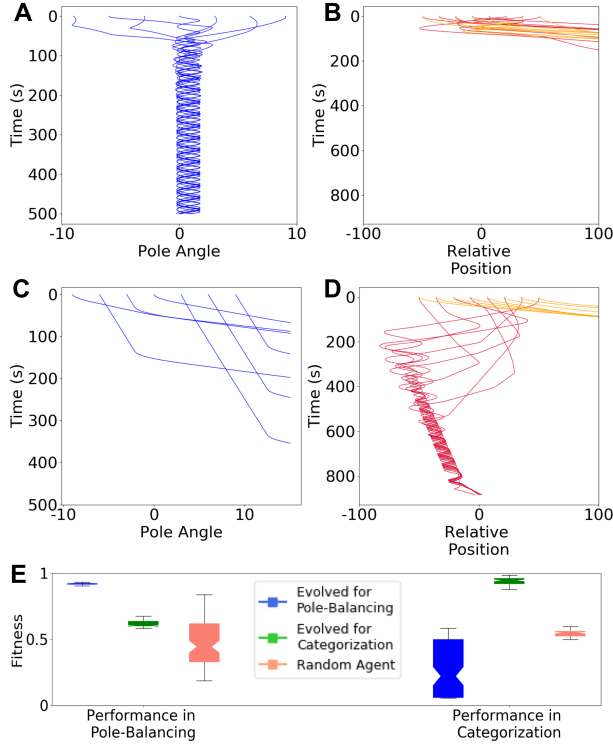 A
B
0
100
200
300
400
500
Time (s)
-10
0
10
Pole Angle
0
200
400
600
800
Time (s)
-100
0
100
Relative
Position
C
D
0
100
200
300
400
500
Time (s)
-10
0
10
Pole Angle
0
200
400
600
800
Time (s)
-100
0
100
Relative
Position
E
1
0.5
0
Fitness
Evolved for
Pole-Balancing
Evolved for
Categorization
Random Agent
Performance in
Pole-Balancing
Performance in
Categorization